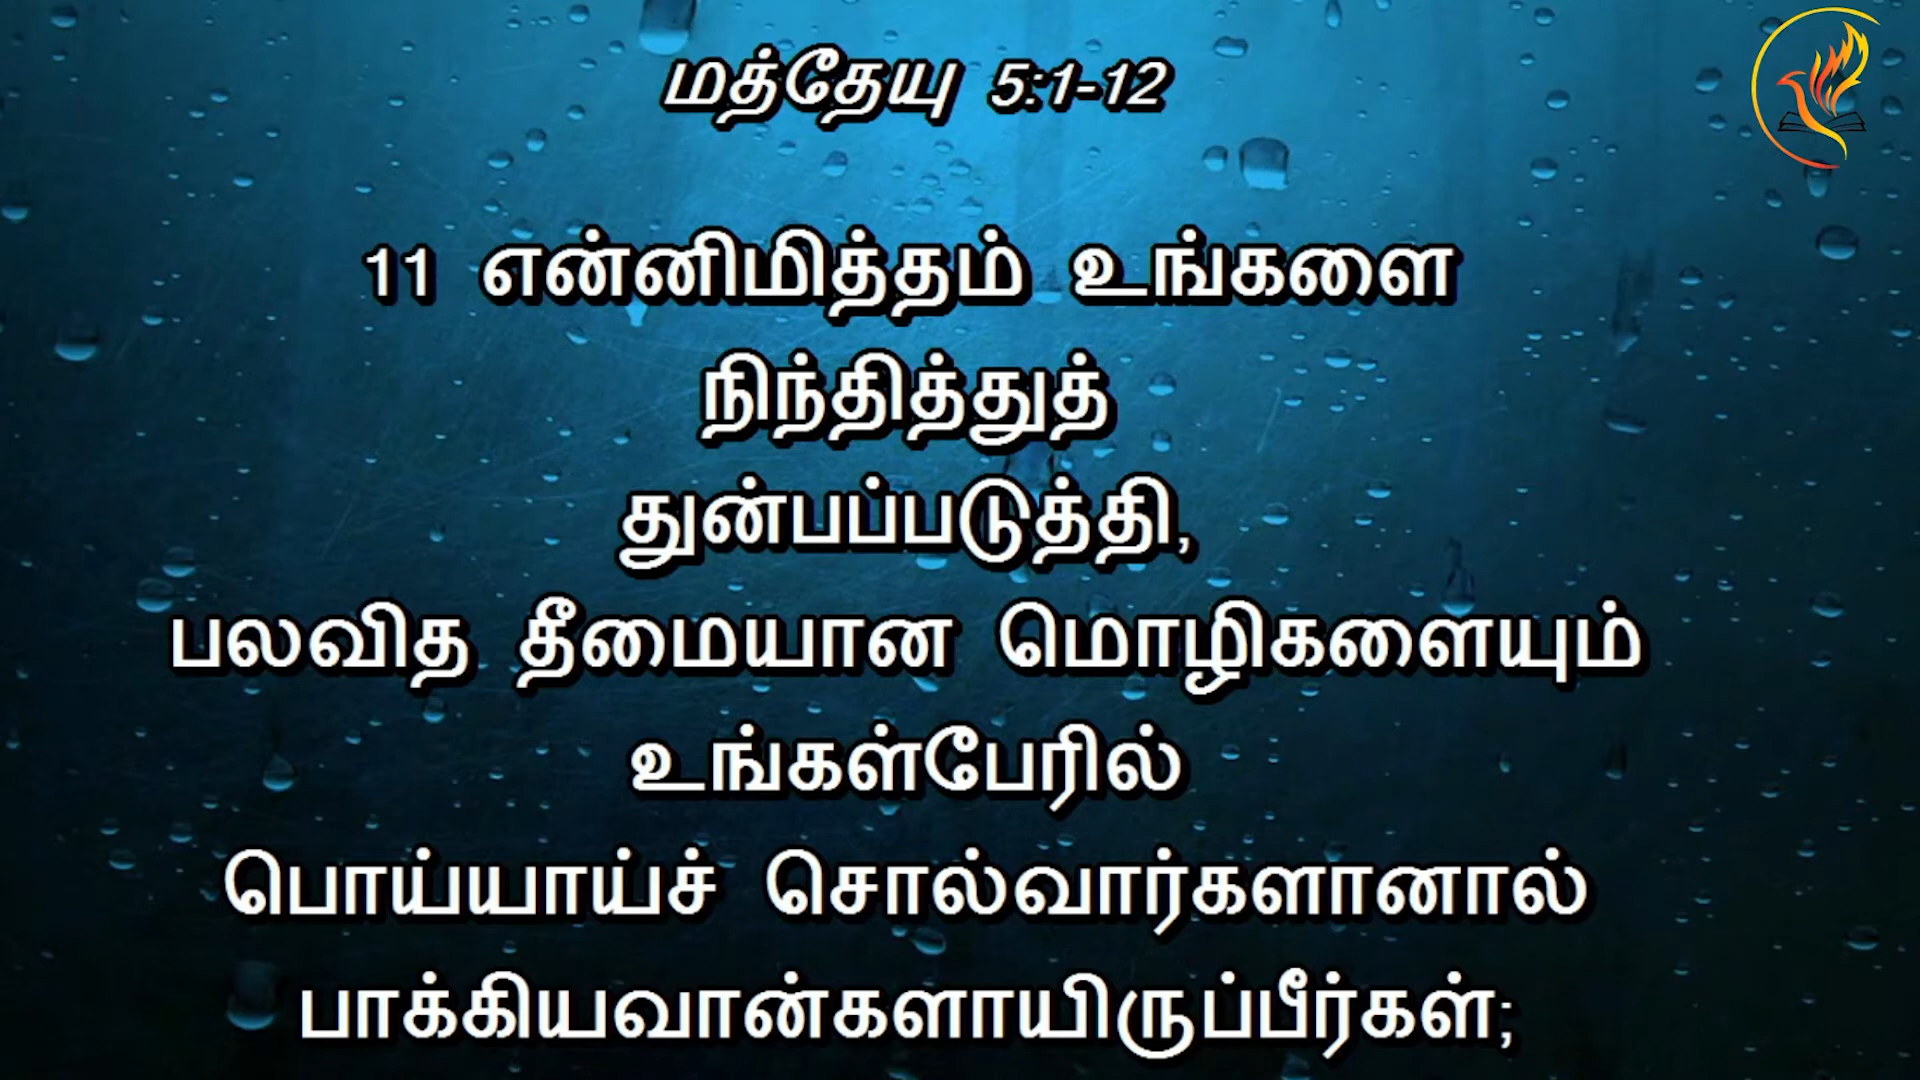 மத்தேயு 5:1-12
11 என்னிமித்தம் உங்களை
நிந்தித்துத்
துன்பப்படுத்தி,
பலவித தீமையான மொழிகளையும்
உங்கள்பேரில்
பொய்யாய்ச் சொல்வார்களானால்
பாக்கியவான்களாயிருப்பீர்கள்;